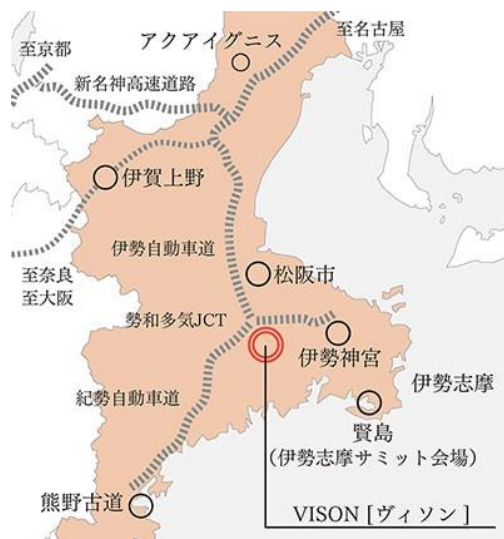 アクアイグニス
至名古屋
至京都
新名神高速道路
伊賀上野
伊勢自動車道
至奈良
至大阪
松阪市
勢和多気JCT
伊勢神宮
伊勢志摩
紀勢自動車道
賢島
（伊勢志摩サミット会場）
熊野古道
VISON [ヴィソン]